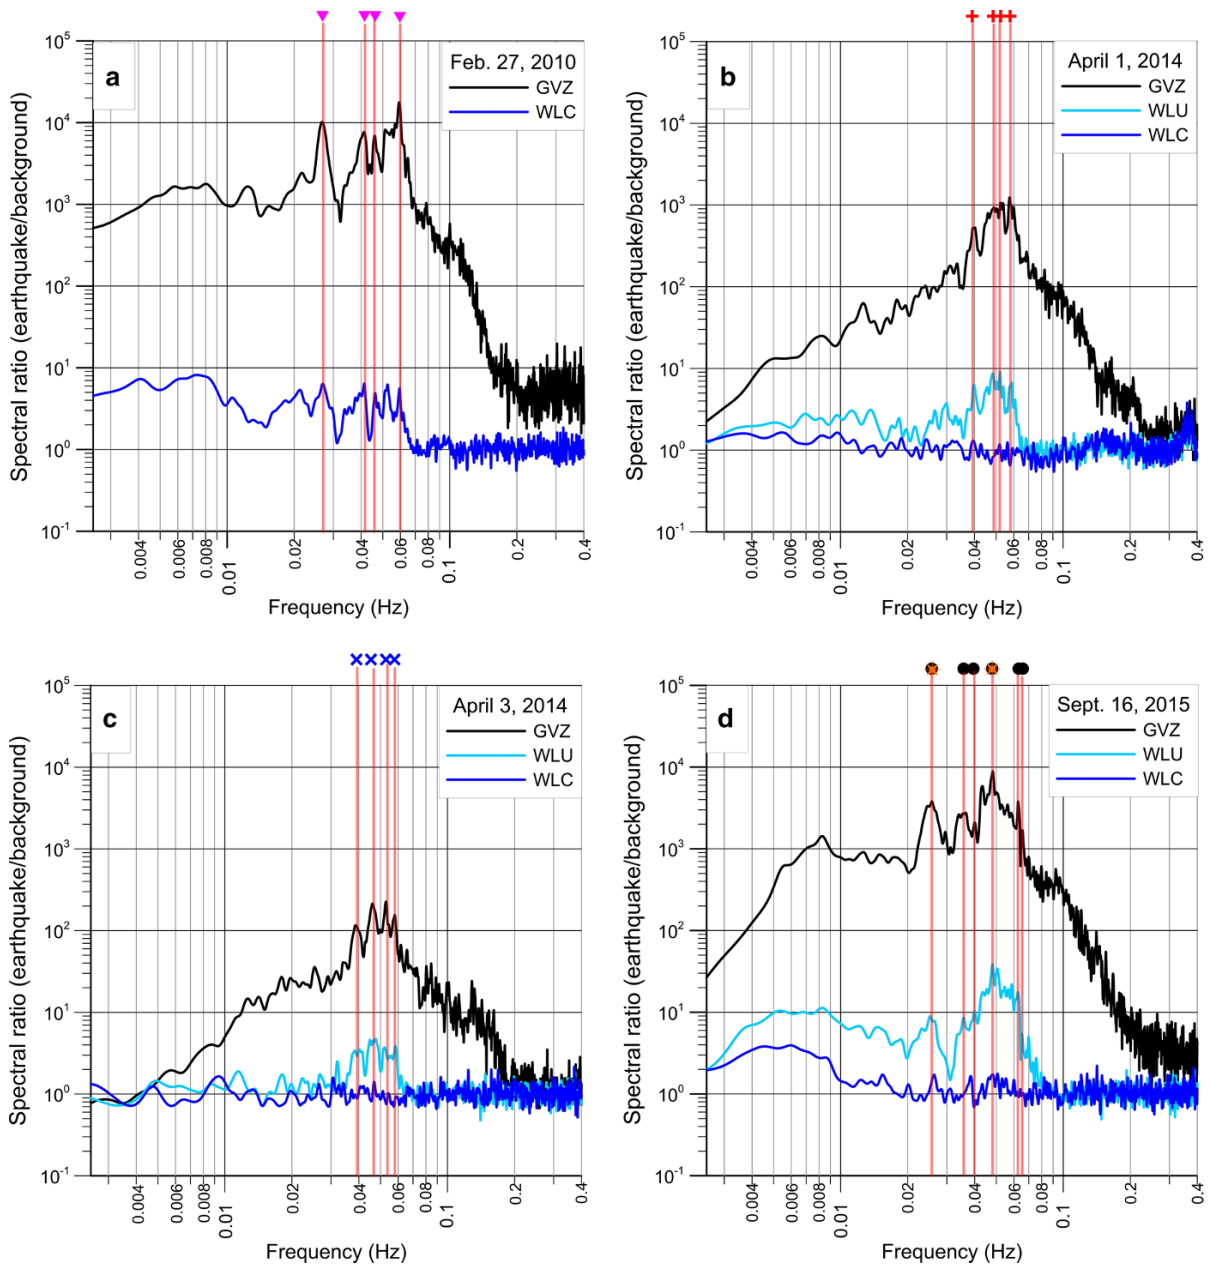 a
Feb. 27, 2010
GVZ
WLC
Spectral ratio (earthquake/background)
10^5
10^4
10^3
10^2
10^1
10^0
10^-1
0.004
0.006
0.008
0.01
0.02
0.04
0.06
0.08
0.1
0.2
0.4
Frequency (Hz)
b
April 1, 2014
GVZ
WLU
WLC
Spectral ratio (earthquake/background)
10^5
10^4
10^3
10^2
10^1
10^0
10^-1
0.004
0.006
0.008
0.01
0.02
0.04
0.06
0.08
0.1
0.2
0.4
Frequency (Hz)
c
April 3, 2014
GVZ
WLU
WLC
Spectral ratio (earthquake/background)
10^5
10^4
10^3
10^2
10^1
10^0
10^-1
0.004
0.006
0.008
0.01
0.02
0.04
0.06
0.08
0.1
0.2
0.4
Frequency (Hz)
d
Sept. 16, 2015
GVZ
WLU
WLC
Spectral ratio (earthquake/background)
10^5
10^4
10^3
10^2
10^1
10^0
10^-1
0.004
0.006
0.008
0.01
0.02
0.04
0.06
0.08
0.1
0.2
0.4
Frequency (Hz)